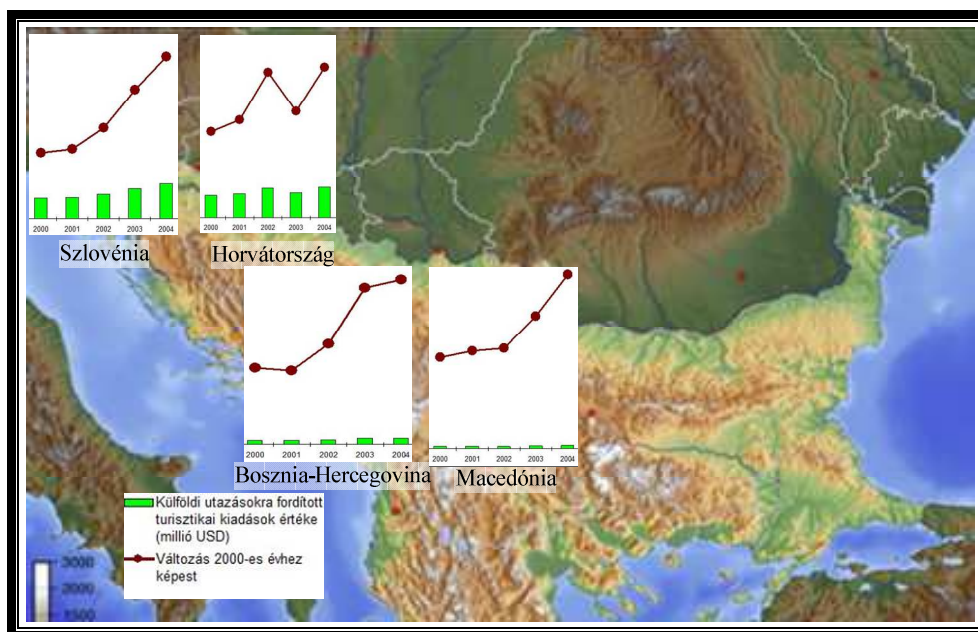 2000 2001 2002 2003 2004
Szlovénia
2000 2001 2002 2003 2004
Horvátország
2000 2001 2002 2003 2004
Bosznia-Hercegovina
2000 2001 2002 2003 2004
Macedónia
Külföldi utazásokra fordított
turisztikai kiadások értéke
(millió USD)
Változás 2000-es évhez
képest
3000
2000
1500